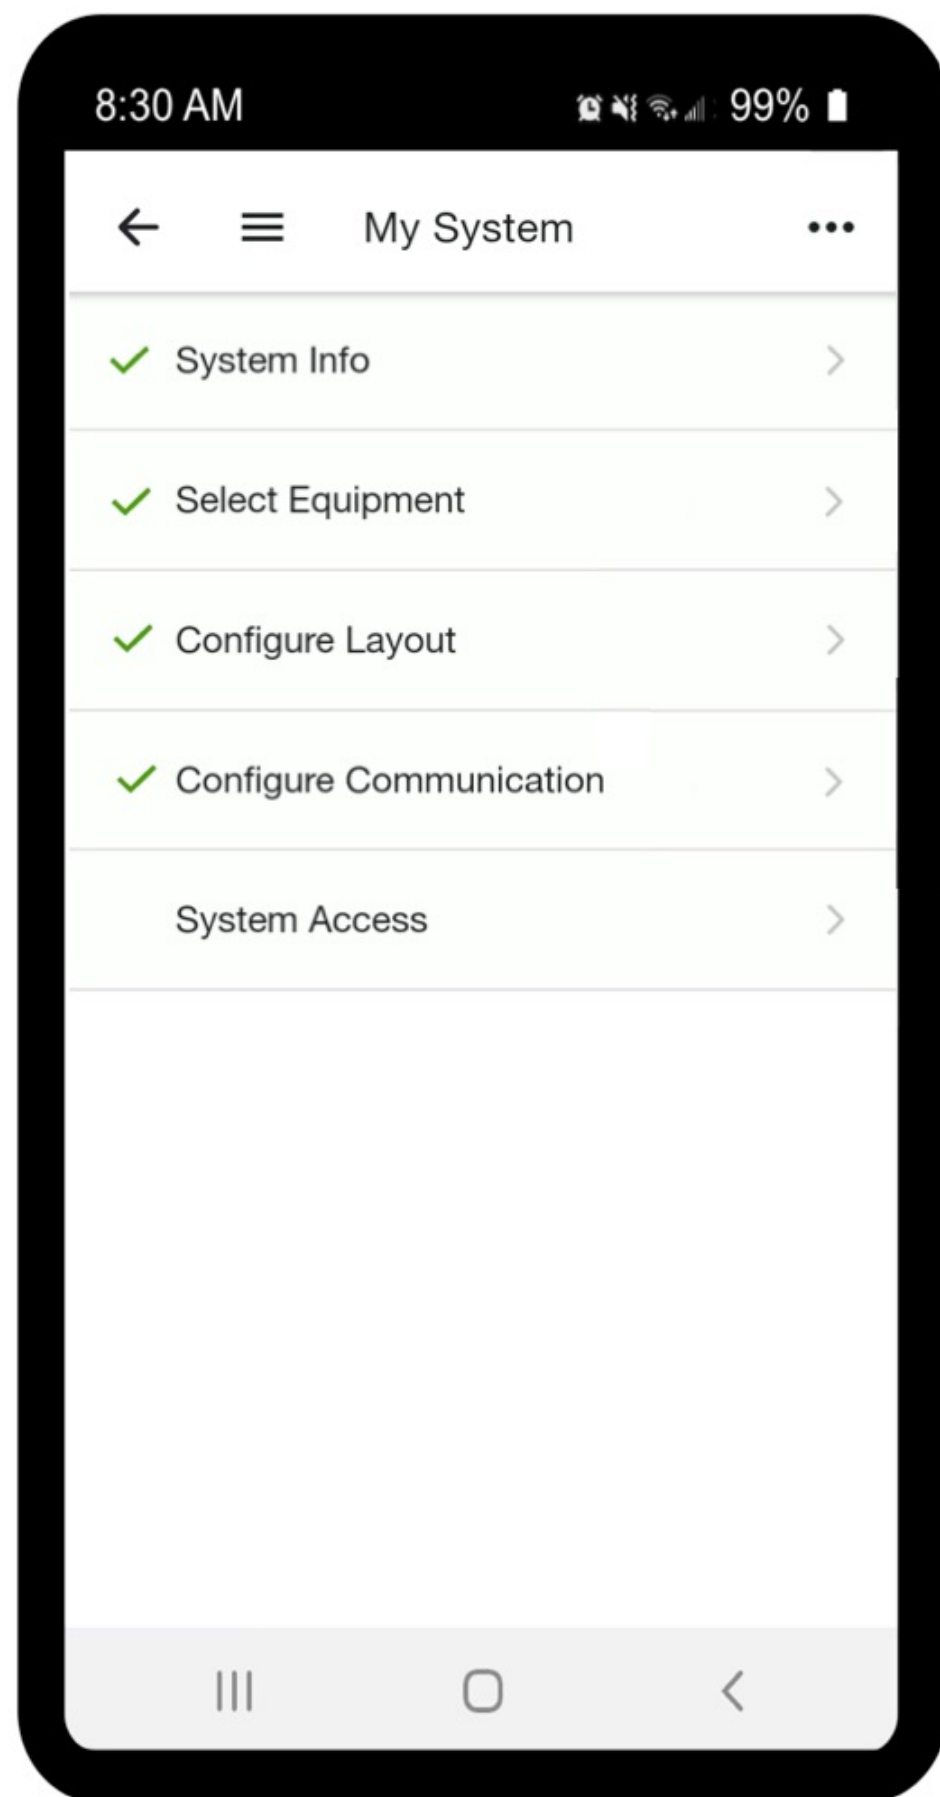 8:30 AM 99%
My System
System Info
Select Equipment
Configure Layout
Configure Communication
System Access